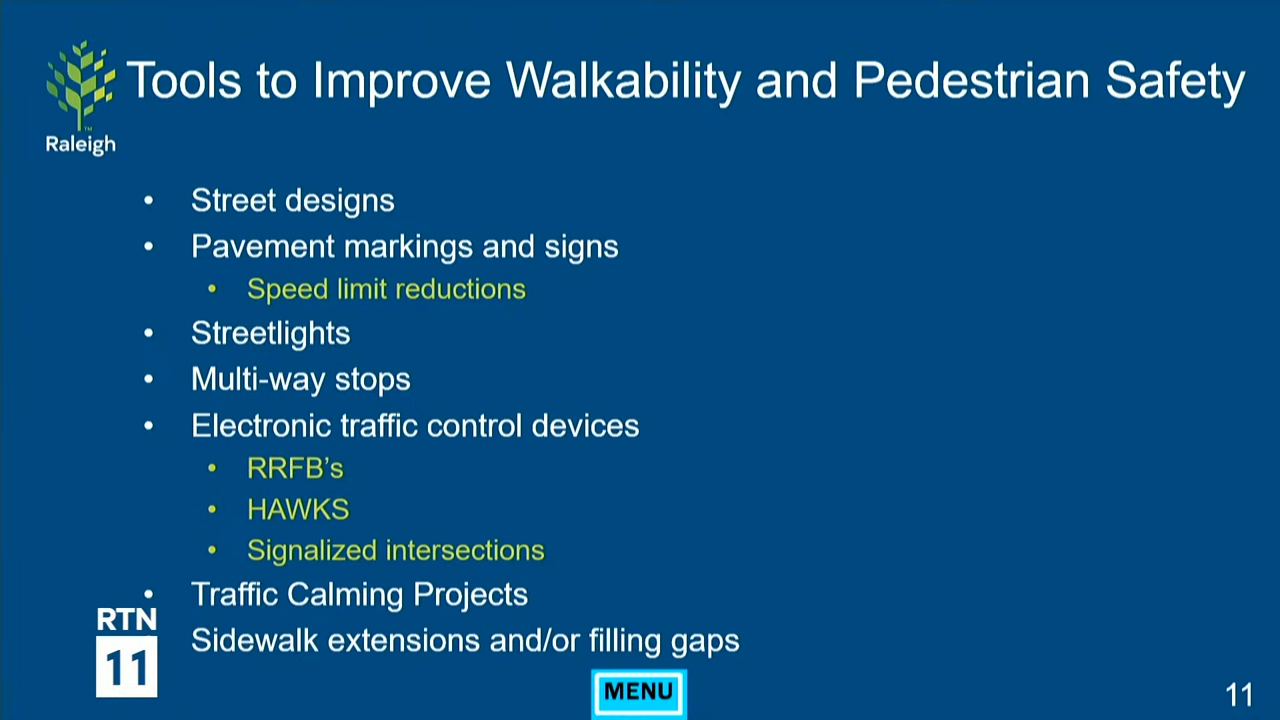 Tools to Improve Walkability and Pedestrian Safety
™
Raleigh
• Street designs
• Pavement markings and signs
• Speed limit reductions
• Streetlights
• Multi-way stops
• Electronic traffic control devices
• RRFB’s
• HAWKS
• Signalized intersections
• Traffic Calming Projects
RTN
Sidewalk extensions and/or filling gaps
11
MENU
11